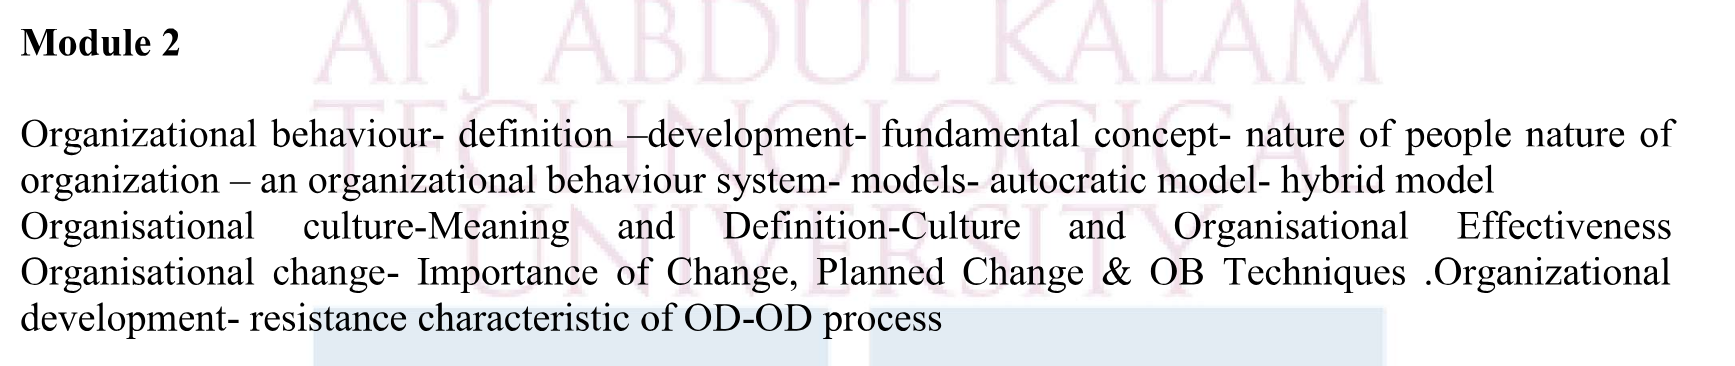 APJ ABDUL KALAM
TECHNOLOGICAL
UNIVERSITY
Module 2
Organizational behaviour- definition –development- fundamental concept- nature of people nature of
organization – an organizational behaviour system- models- autocratic model- hybrid model
Organisational culture-Meaning and Definition-Culture and Organisational Effectiveness
Organisational change- Importance of Change, Planned Change & OB Techniques .Organizational
development- resistance characteristic of OD-OD process